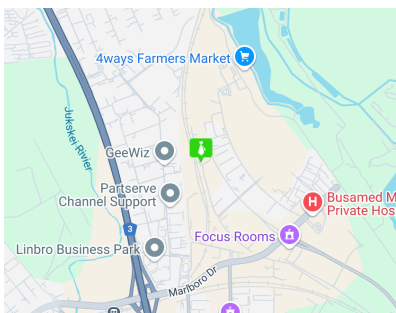 4ways Farmers Market
Jukskei Rivier
GeeWiz
Partserve
Channel Support
H
Busamed M
Private Hos
3
Focus Rooms
Linbro Business Park
Marlboro Dr